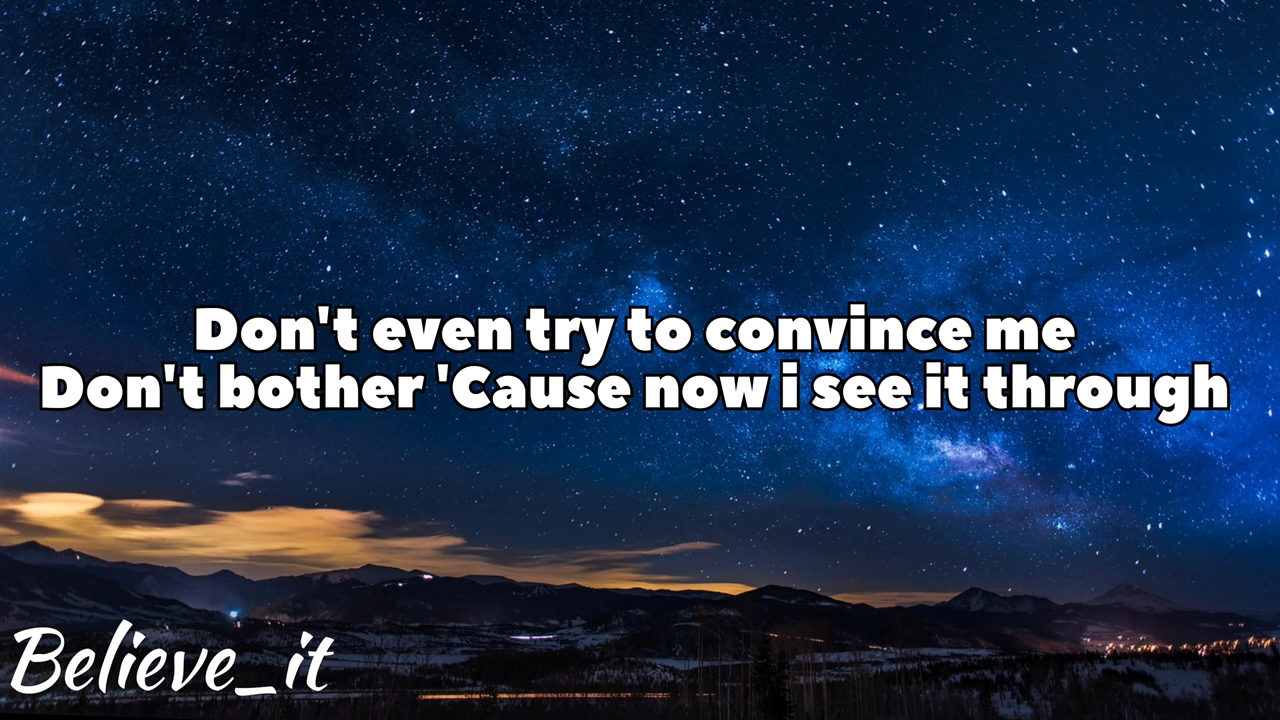 Don't even try to convince me
Don't bother 'Cause now i see it through
Believe_it